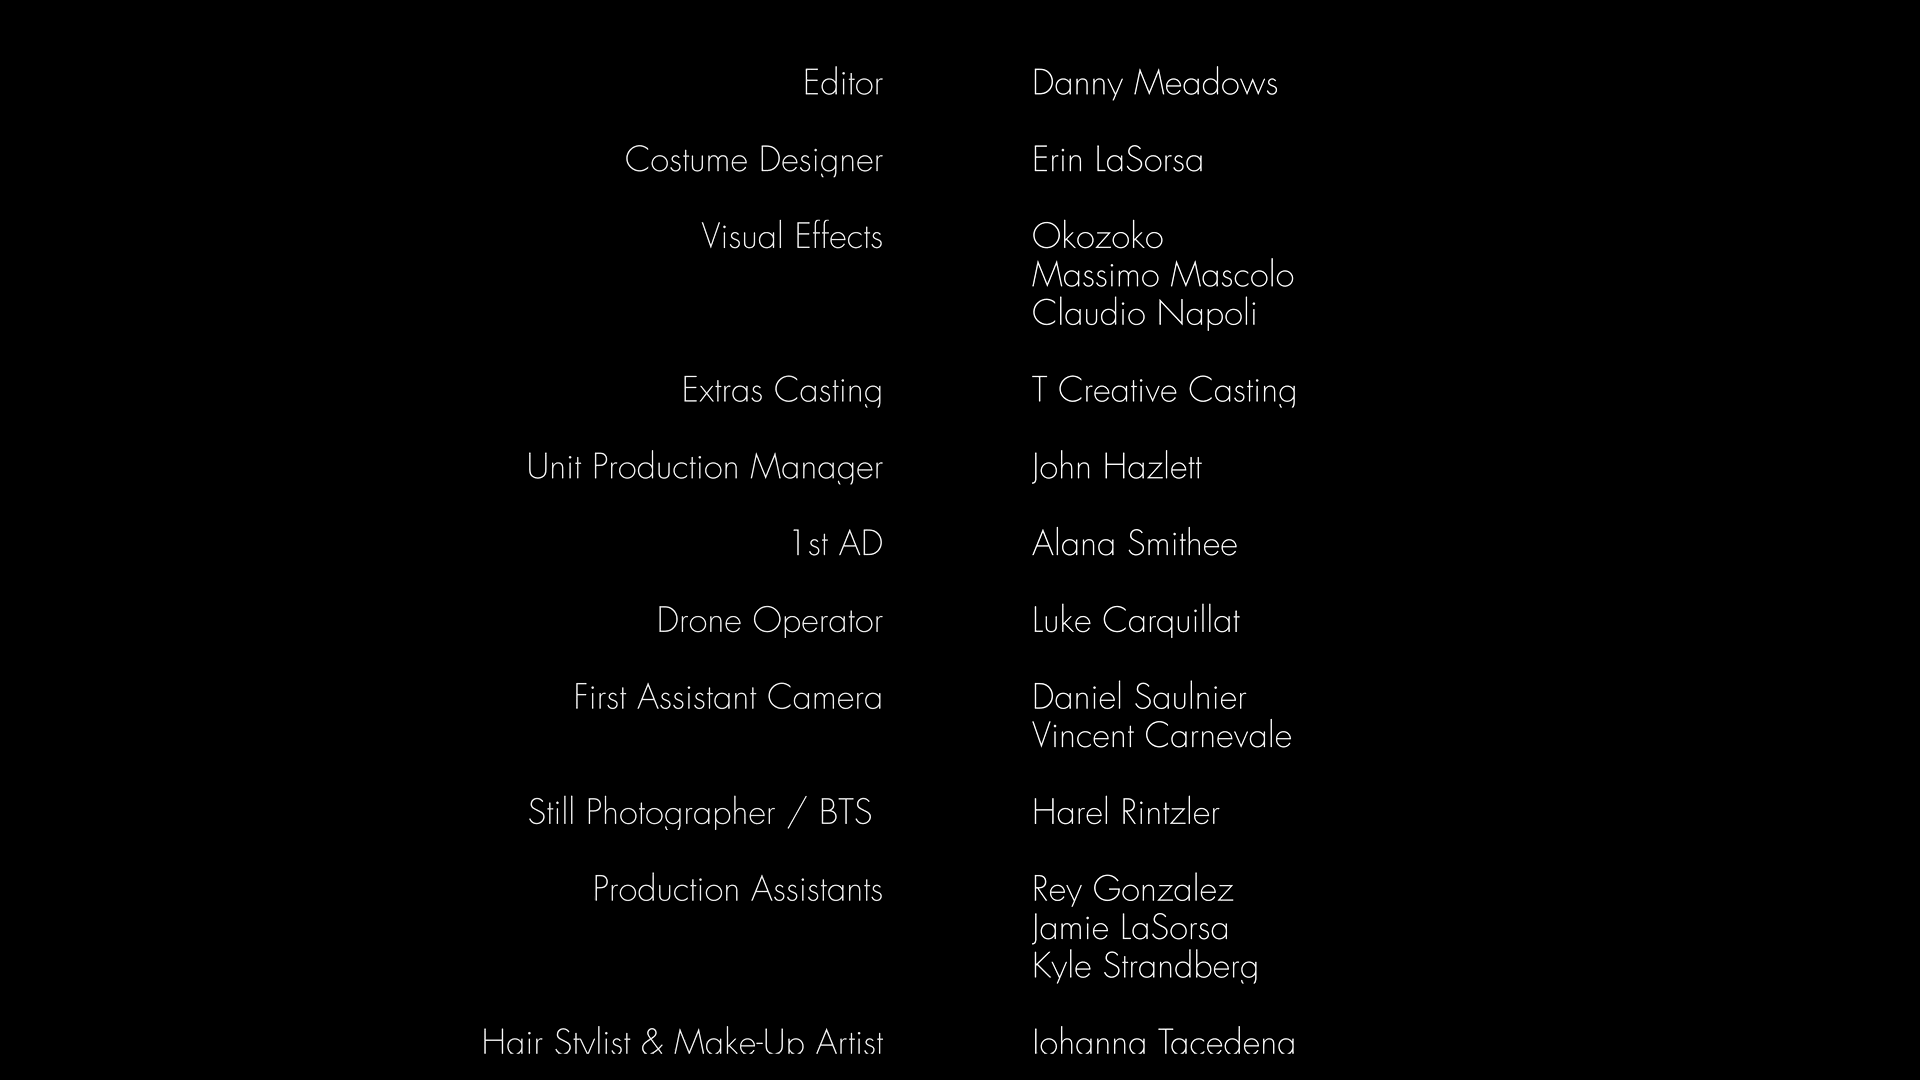 Editor Danny Meadows
Costume Designer Erin LaSorsa
Visual Effects Okozoko
Massimo Mascolo
Claudio Napoli
Extras Casting T Creative Casting
Unit Production Manager John Hazlett
1st AD Alana Smithee
Drone Operator Luke Carquillat
First Assistant Camera Daniel Saulnier
Vincent Carnevale
Still Photographer / BTS Harel Rintzler
Production Assistants Rey Gonzalez
Jamie LaSorsa
Kyle Strandberg
Hair Stylist & Make-Up Artist Johanna Tacedena